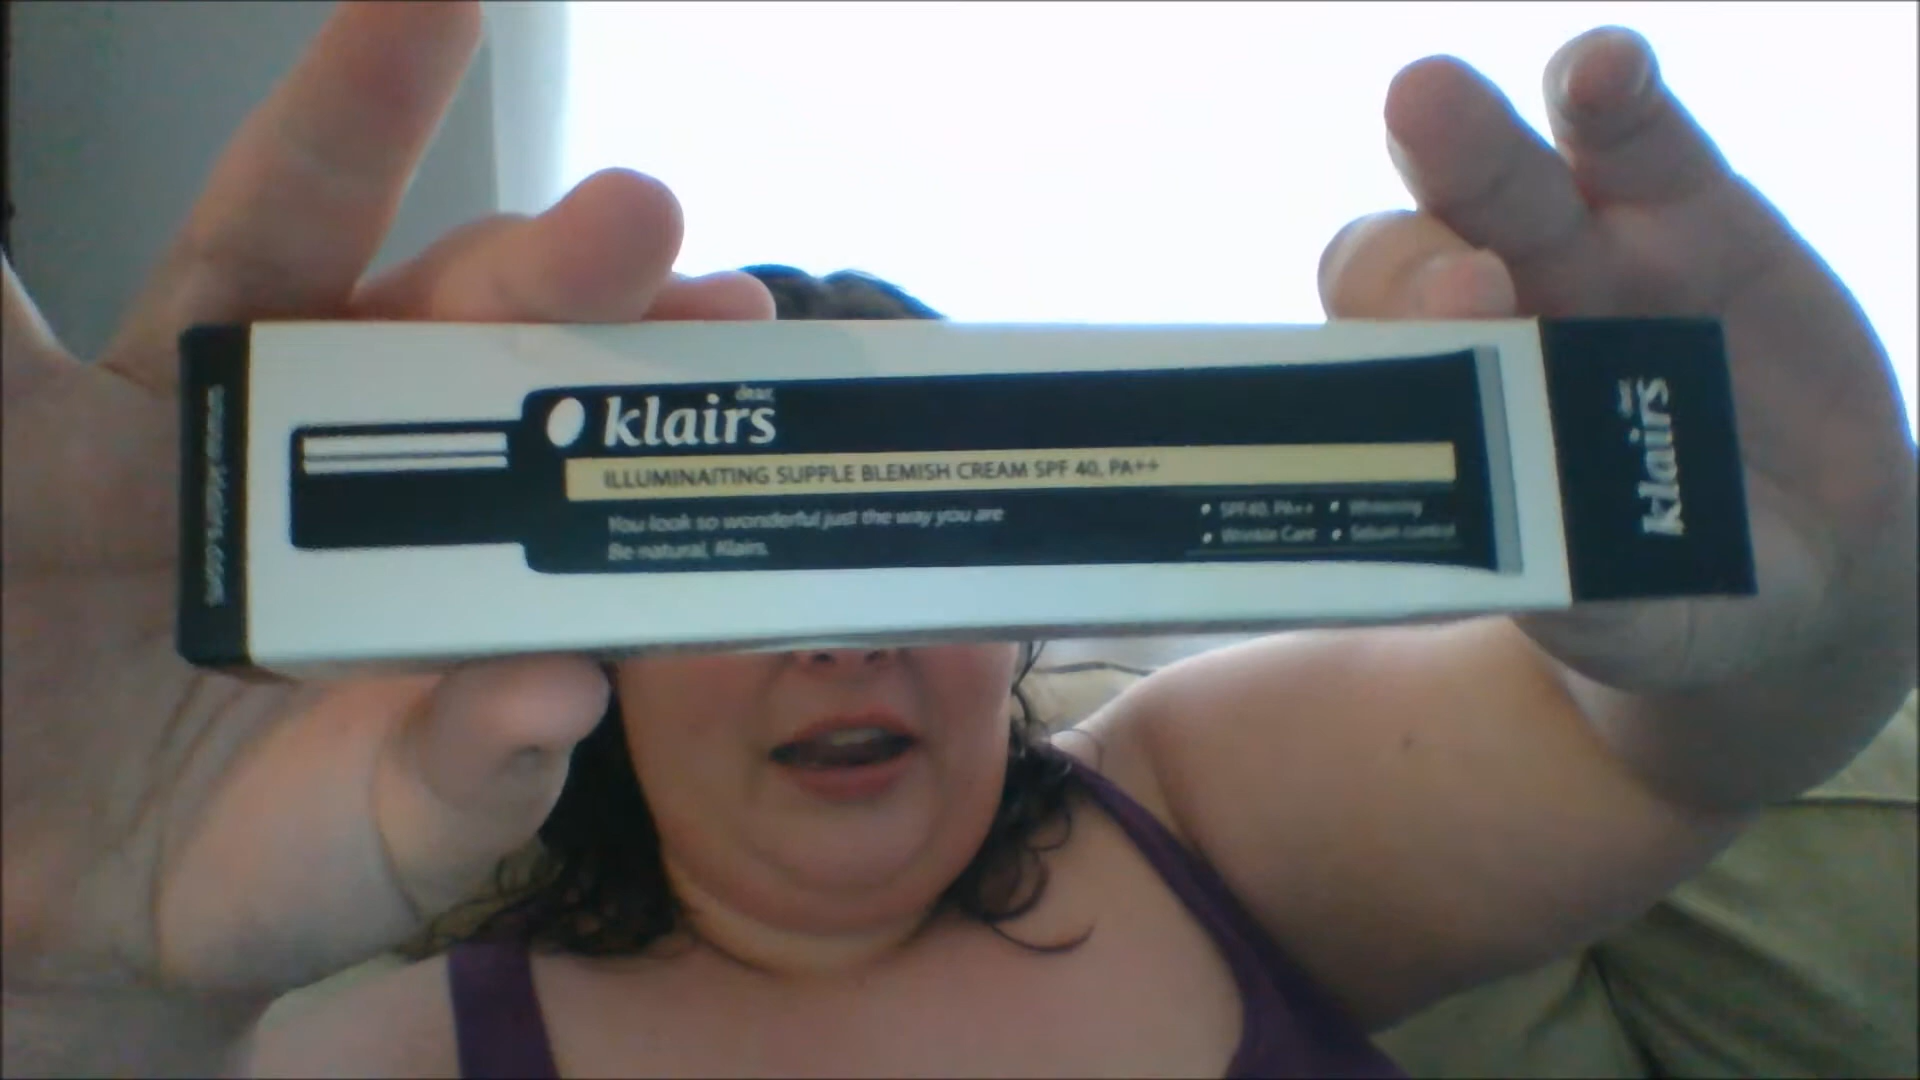 dear,
klairs
ILLUMINAITING SUPPLE BLEMISH CREAM SPF 40, PA++
You look so wonderful just the way you are
Be natural, Klairs.
• SPF40, PA++ • Whitening
• Wrinkle Care • Sebum control
dear,
klairs